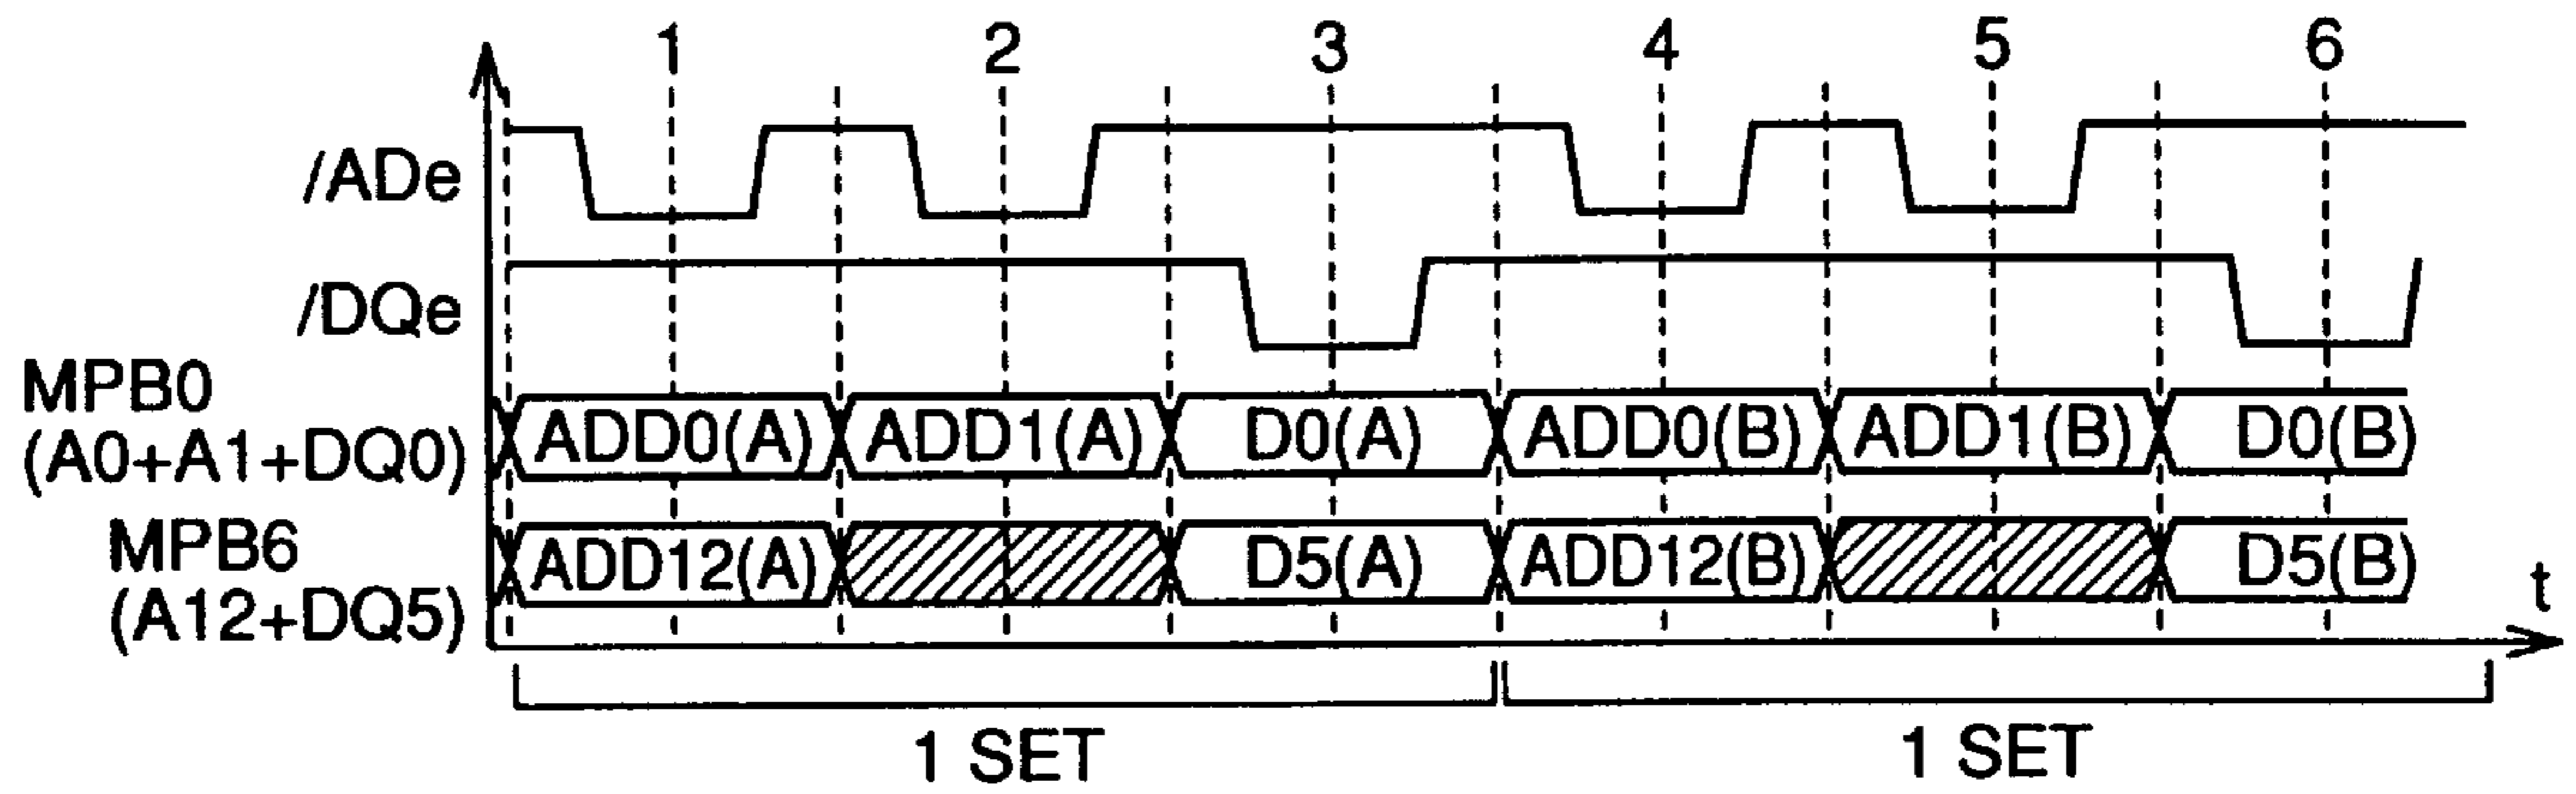 1 2 3 4 5 6
/ADe
/DQe
MPB0
(A0+A1+DQ0) ADD0(A) ADD1(A) D0(A) ADD0(B) ADD1(B) D0(B)
MPB6
(A12+DQ5) ADD12(A) D5(A) ADD12(B) D5(B)
t
1 SET 1 SET